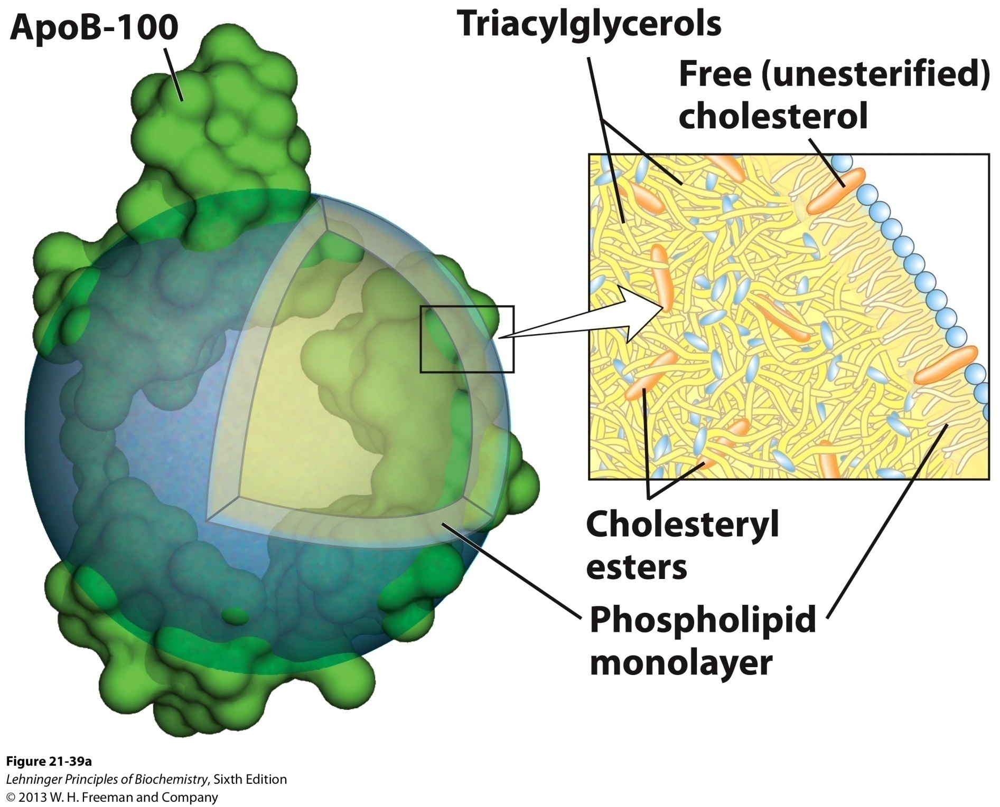 ApoB-100
Triacylglycerols
Free (unesterified)
cholesterol
Cholesteryl
esters
Phospholipid
monolayer
Figure 21-39a
Lehninger Principles of Biochemistry, Sixth Edition
© 2013 W. H. Freeman and Company